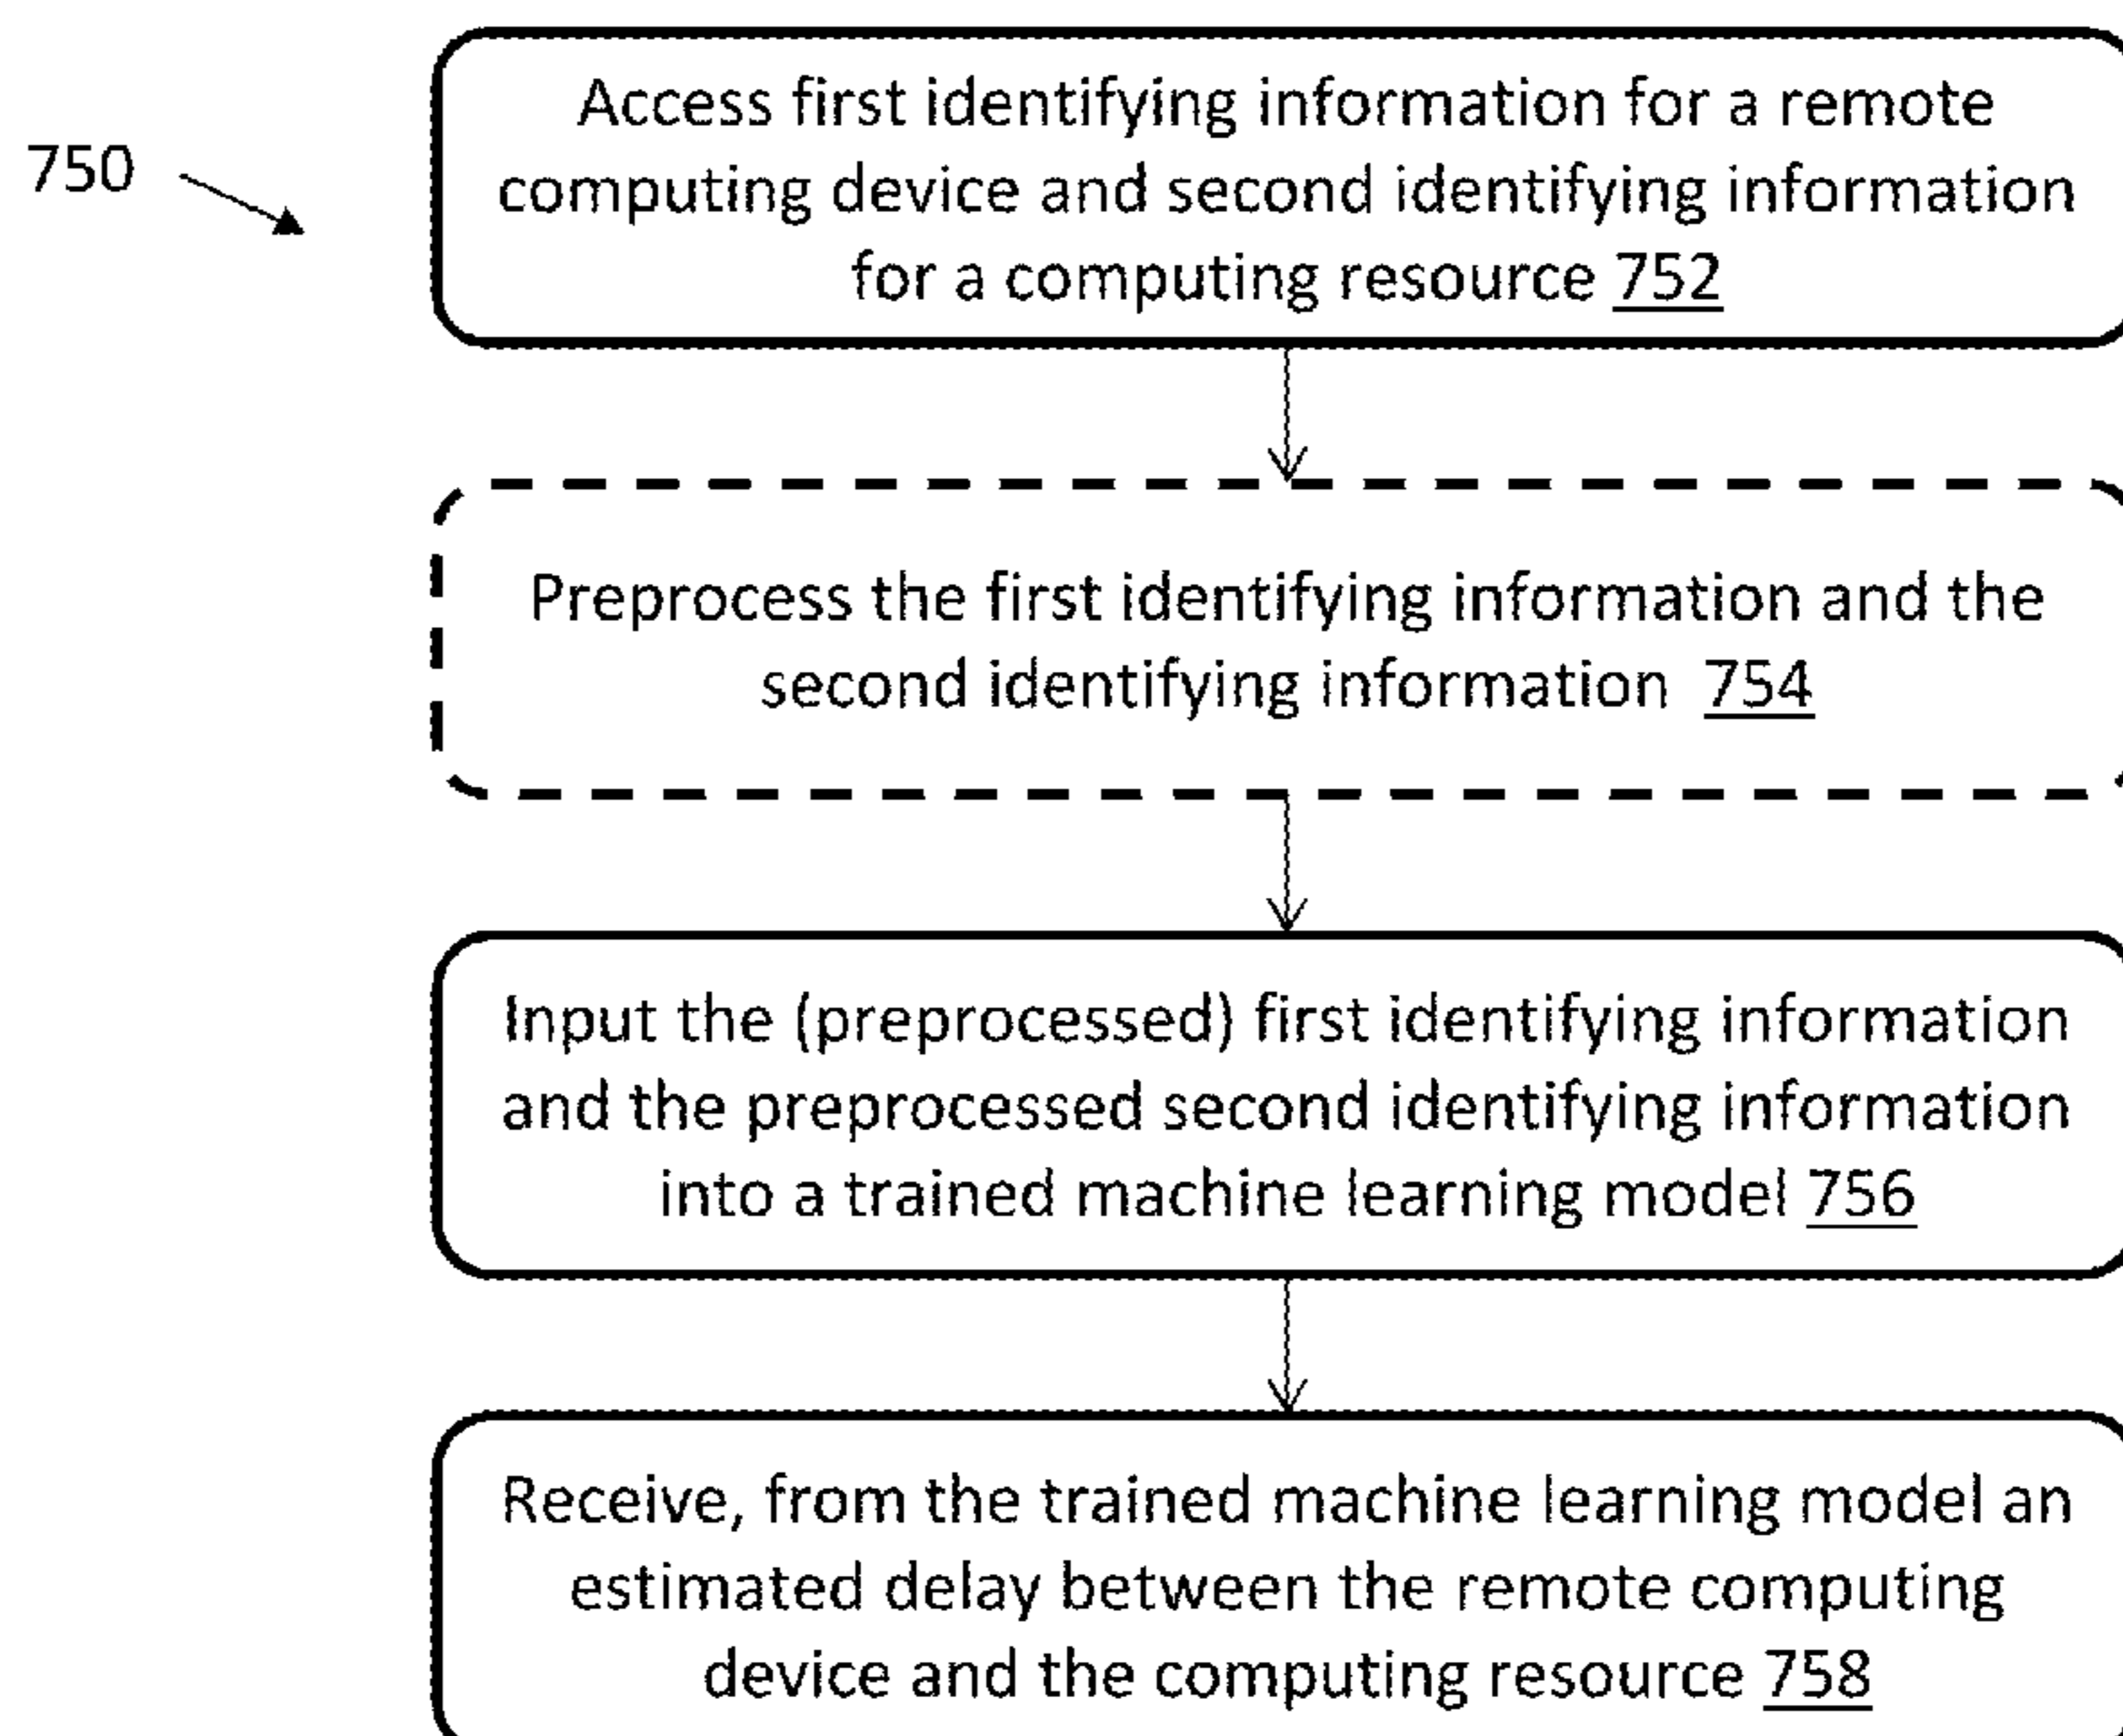 750
Access first identifying information for a remote
computing device and second identifying information
for a computing resource 752
Preprocess the first identifying information and the
second identifying information 754
Input the (preprocessed) first identifying information
and the preprocessed second identifying information
into a trained machine learning model 756
Receive, from the trained machine learning model an
estimated delay between the remote computing
device and the computing resource 758